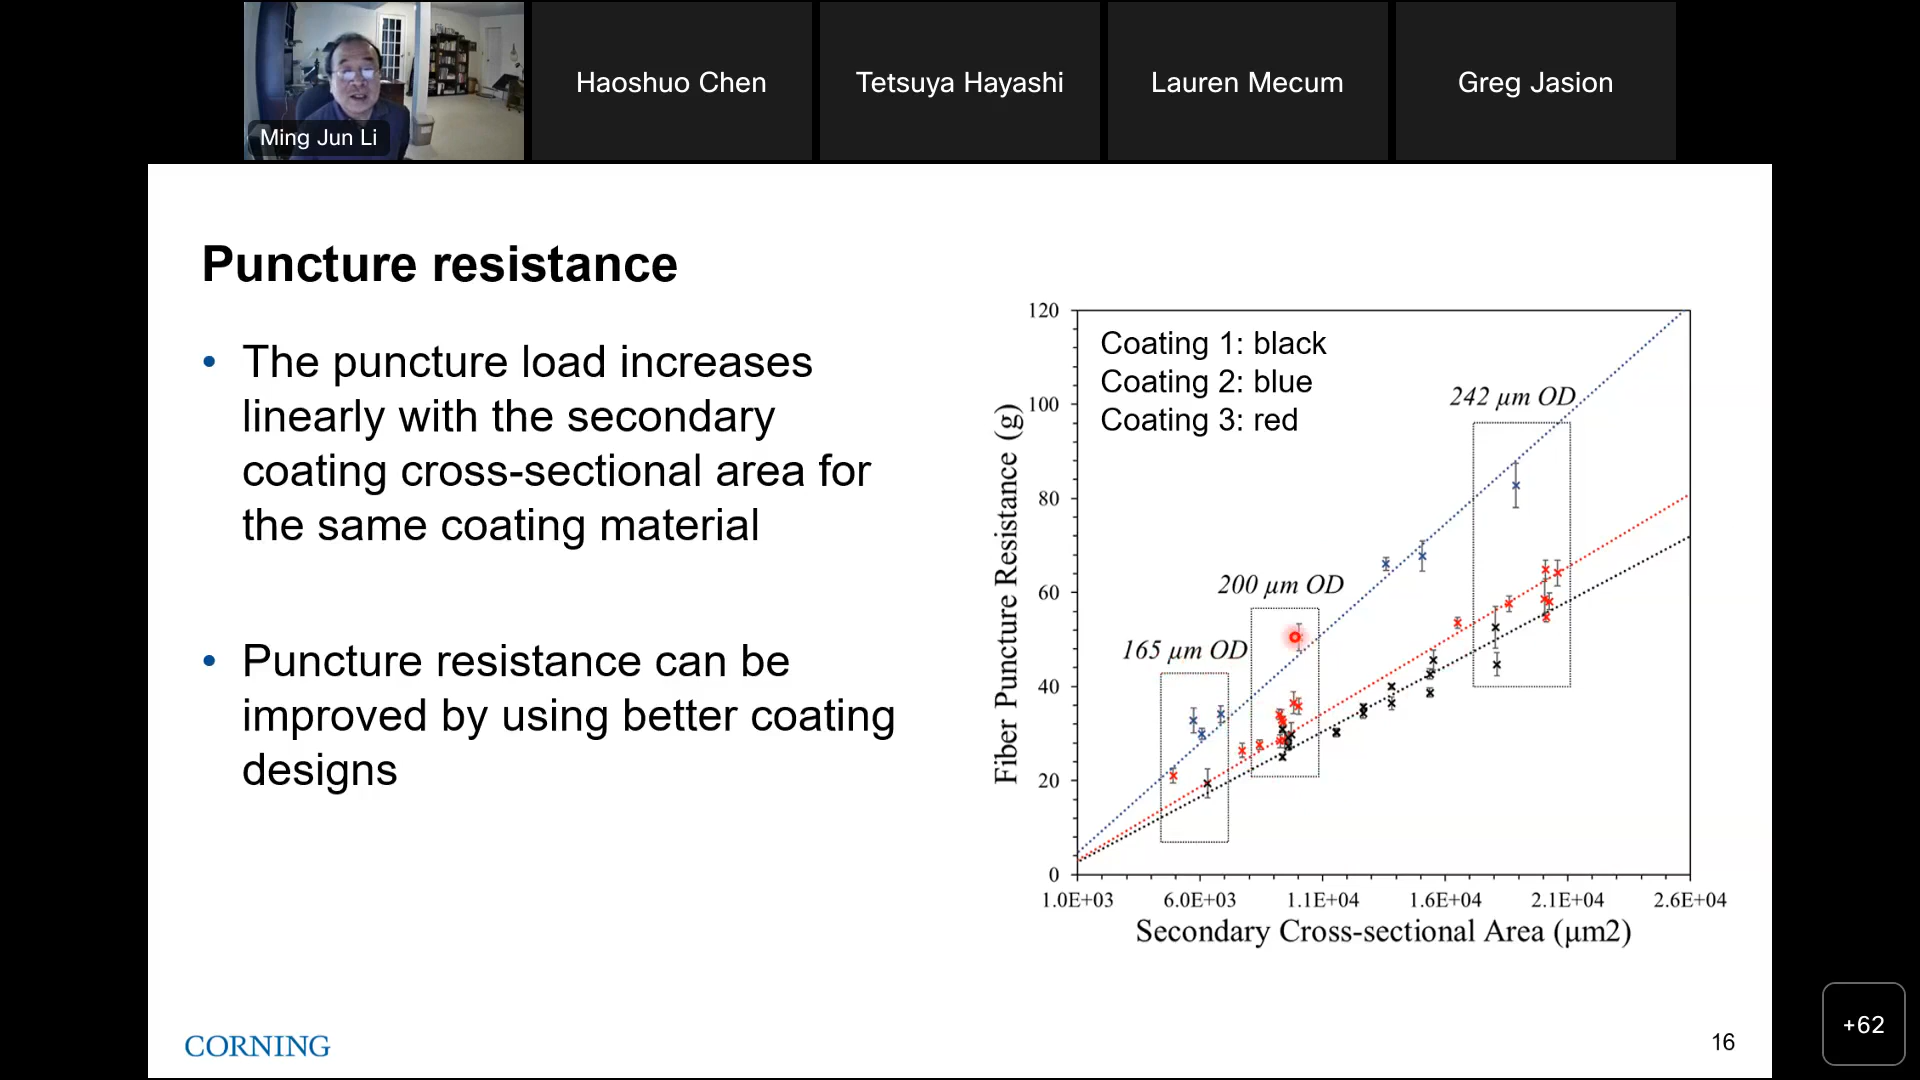 Haoshuo Chen
Tetsuya Hayashi
Lauren Mecum
Greg Jasion
Ming Jun Li
Puncture resistance
• The puncture load increases
linearly with the secondary
coating cross-sectional area for
the same coating material
• Puncture resistance can be
improved by using better coating
designs
Coating 1: black
Coating 2: blue
Coating 3: red
242 µm OD
200 µm OD
165 µm OD
Fiber Puncture Resistance (g)
120
100
80
60
40
20
0
1.0E+03 6.0E+03 1.1E+04 1.6E+04 2.1E+04 2.6E+04
Secondary Cross-sectional Area (µm2)
CORNING
16
+62